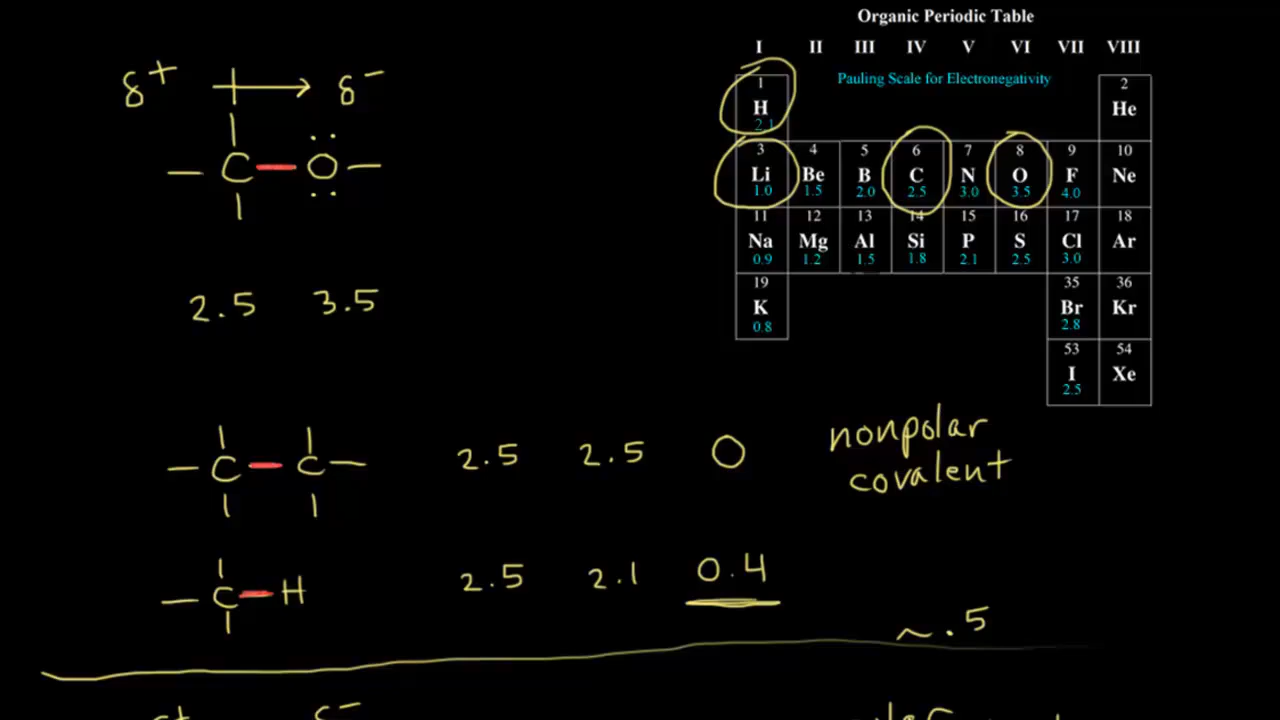 Organic Periodic Table
I II III IV V VI VII VIII
Pauling Scale for Electronegativity
1 H 2.1
2 He
3 Li 1.0
4 Be 1.5
5 B 2.0
6 C 2.5
7 N 3.0
8 O 3.5
9 F 4.0
10 Ne
11 Na 0.9
12 Mg 1.2
13 Al 1.5
14 Si 1.8
15 P 2.1
16 S 2.5
17 Cl 3.0
18 Ar
19 K 0.8
35 Br 2.8
36 Kr
53 I 2.5
54 Xe
δ+ δ-
C O
2.5 3.5
C C 2.5 2.5 0 nonpolar
covalent
C H 2.5 2.1 0.4
~.5
δ-